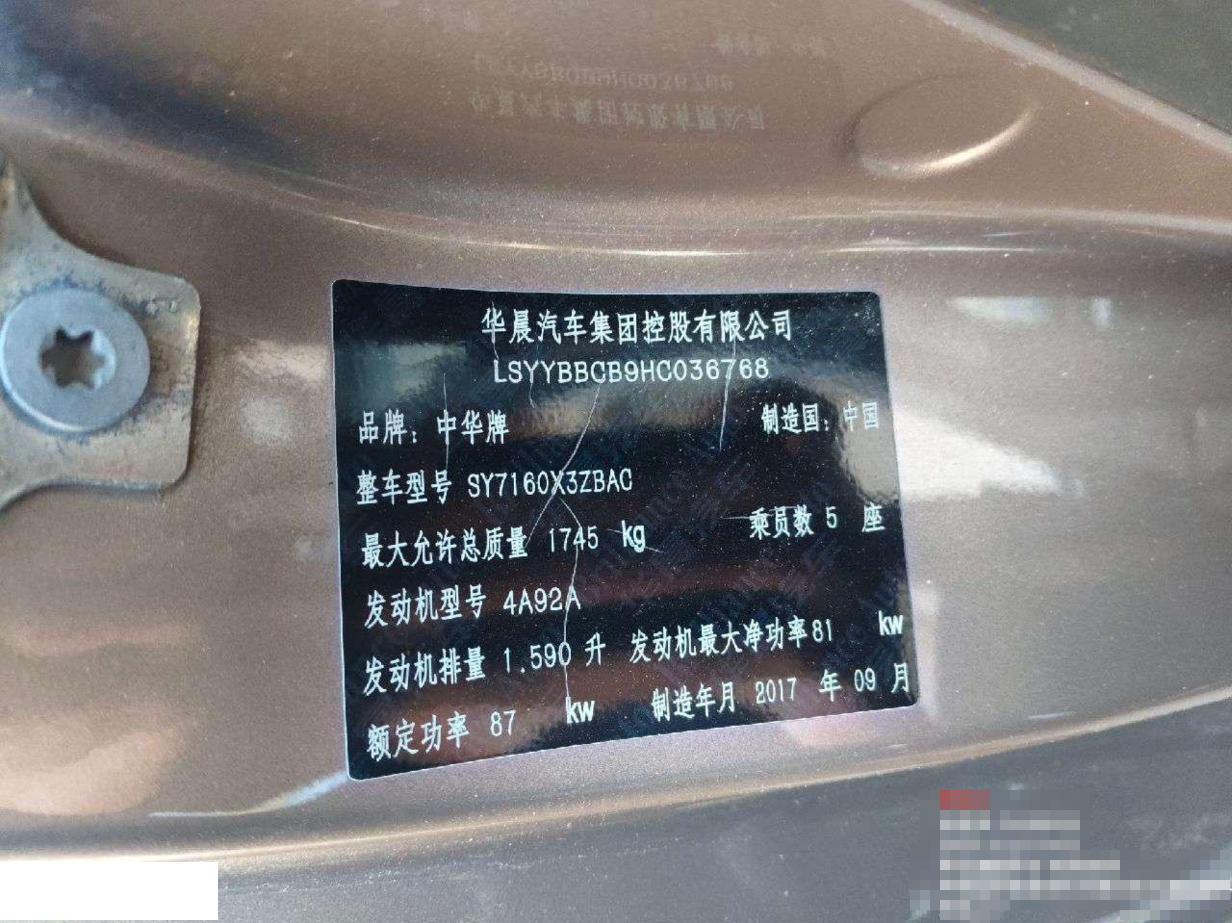 华晨汽车集团控股有限公司
LSYYBBCB9HC036768
品牌：中华牌 制造国：中国
整车型号 SY7160X3ZBAC
最大允许总质量 1745 kg 乘员数 5 座
发动机型号 4A92A
发动机排量 1.590 升 发动机最大净功率81 kw
额定功率 87 kw 制造年月 2017 年 09 月